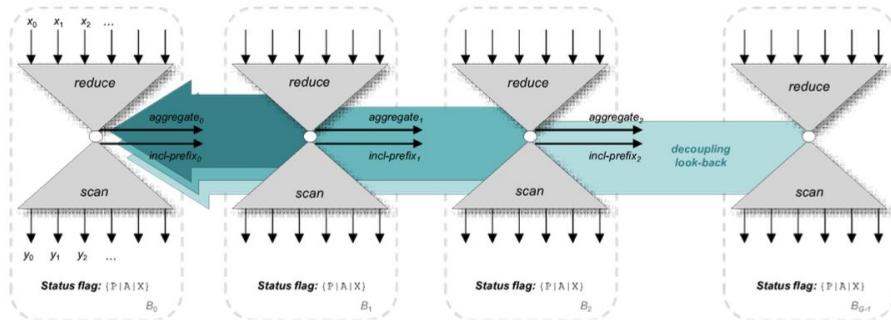 x0 x1 x2 ...
reduce reduce reduce reduce
aggregate0 aggregate1 aggregate2
decoupling
look-back
incl-prefix0 incl-prefix1 incl-prefix2
scan scan scan scan
y0 y1 y2 ...
Status flag: {P|A|X} Status flag: {P|A|X} Status flag: {P|A|X} Status flag: {P|A|X}
B0 B1 B2 BG-1